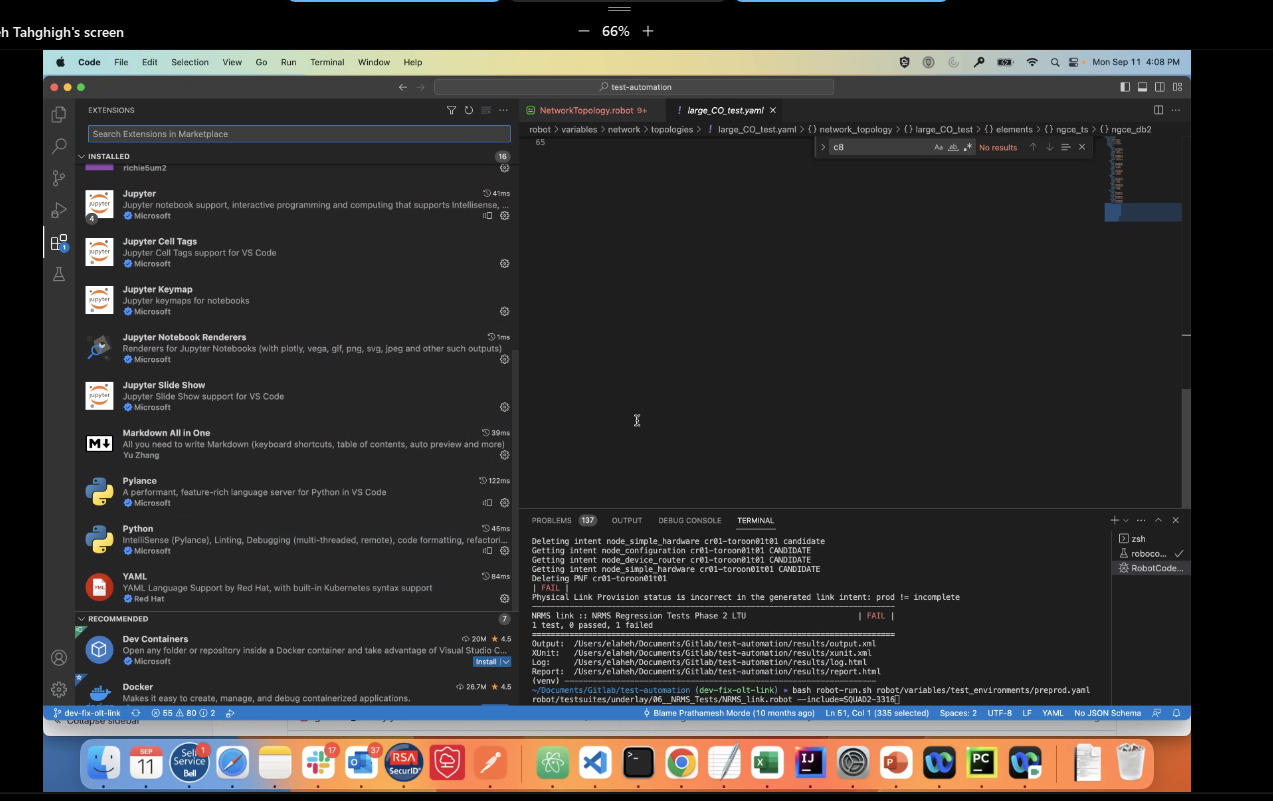 h Tahghigh's screen
66%
Code File Edit Selection View Go Run Terminal Window Help
Mon Sep 11 4:08 PM
test-automation
EXTENSIONS
Search Extensions in Marketplace
INSTALLED 16
richie5um2
Jupyter 41ms
Jupyter notebook support, interactive programming and computing that supports Intellisense, ...
Microsoft
4
Jupyter Cell Tags
Jupyter Cell Tags support for VS Code
Microsoft
1
Jupyter Keymap
Jupyter keymaps for notebooks
Microsoft
Jupyter Notebook Renderers 1ms
Renderers for Jupyter Notebooks (with plotly, vega, gif, png, svg, jpeg and other such outputs)
Microsoft
Jupyter Slide Show
Jupyter Slide Show support for VS Code
Microsoft
Markdown All in One 39ms
All you need to write Markdown (keyboard shortcuts, table of contents, auto preview and more)
Yu Zhang
Pylance 122ms
A performant, feature-rich language server for Python in VS Code
Microsoft
Python 45ms
IntelliSense (Pylance), Linting, Debugging (multi-threaded, remote), code formatting, refactori...
Microsoft
YAML 84ms
YAML Language Support by Red Hat, with built-in Kubernetes syntax support
Red Hat
RECOMMENDED 7
Dev Containers 20M 4.5
Open any folder or repository inside a Docker container and take advantage of Visual Studio C...
Microsoft Install
Docker 26.7M 4.5
Makes it easy to create, manage, and debug containerized applications.
NetworkTopology.robot 9+ ! large_CO_test.yaml
robot > variables > network > topologies > ! large_CO_test.yaml > {} network_topology > {} large_CO_test > {} elements > {} ngce_ts > {} ngce_db2
65
c8 Aa ab No results
PROBLEMS 137 OUTPUT DEBUG CONSOLE TERMINAL
Deleting intent node_simple_hardware cr01-toroon01t01 candidate
Getting intent node_configuration cr01-toroon01t01 CANDIDATE
Getting intent node_device_router cr01-toroon01t01 CANDIDATE
Getting intent node_simple_hardware cr01-toroon01t01 CANDIDATE
Deleting PNF cr01-toroon01t01
| FAIL |
Physical Link Provision status is incorrect in the generated link intent: prod != incomplete
NRMS link :: NRMS Regression Tests Phase 2 LTU | FAIL |
1 test, 0 passed, 1 failed
Output: /Users/elaheh/Documents/Gitlab/test-automation/results/output.xml
XUnit: /Users/elaheh/Documents/Gitlab/test-automation/results/xunit.xml
Log: /Users/elaheh/Documents/Gitlab/test-automation/results/log.html
Report: /Users/elaheh/Documents/Gitlab/test-automation/results/report.html
(venv)
~/Documents/Gitlab/test-automation (dev-fix-olt-link) » bash robot-run.sh robot/variables/test_environments/preprod.yaml
robot/testsuites/underlay/06__NRMS_Tests/NRMS_link.robot --include=SQUAD2-3316
zsh
roboco...
RobotCode...
dev-fix-olt-link 55 80 2 Blame Prathamesh Morde (10 months ago) Ln 51, Col 1 (335 selected) Spaces: 2 UTF-8 LF YAML No JSON Schema
Collapse sidebar
SEP
11
Self
Service
Bell
1
17
37
RSA
SecurID
IJ
PC